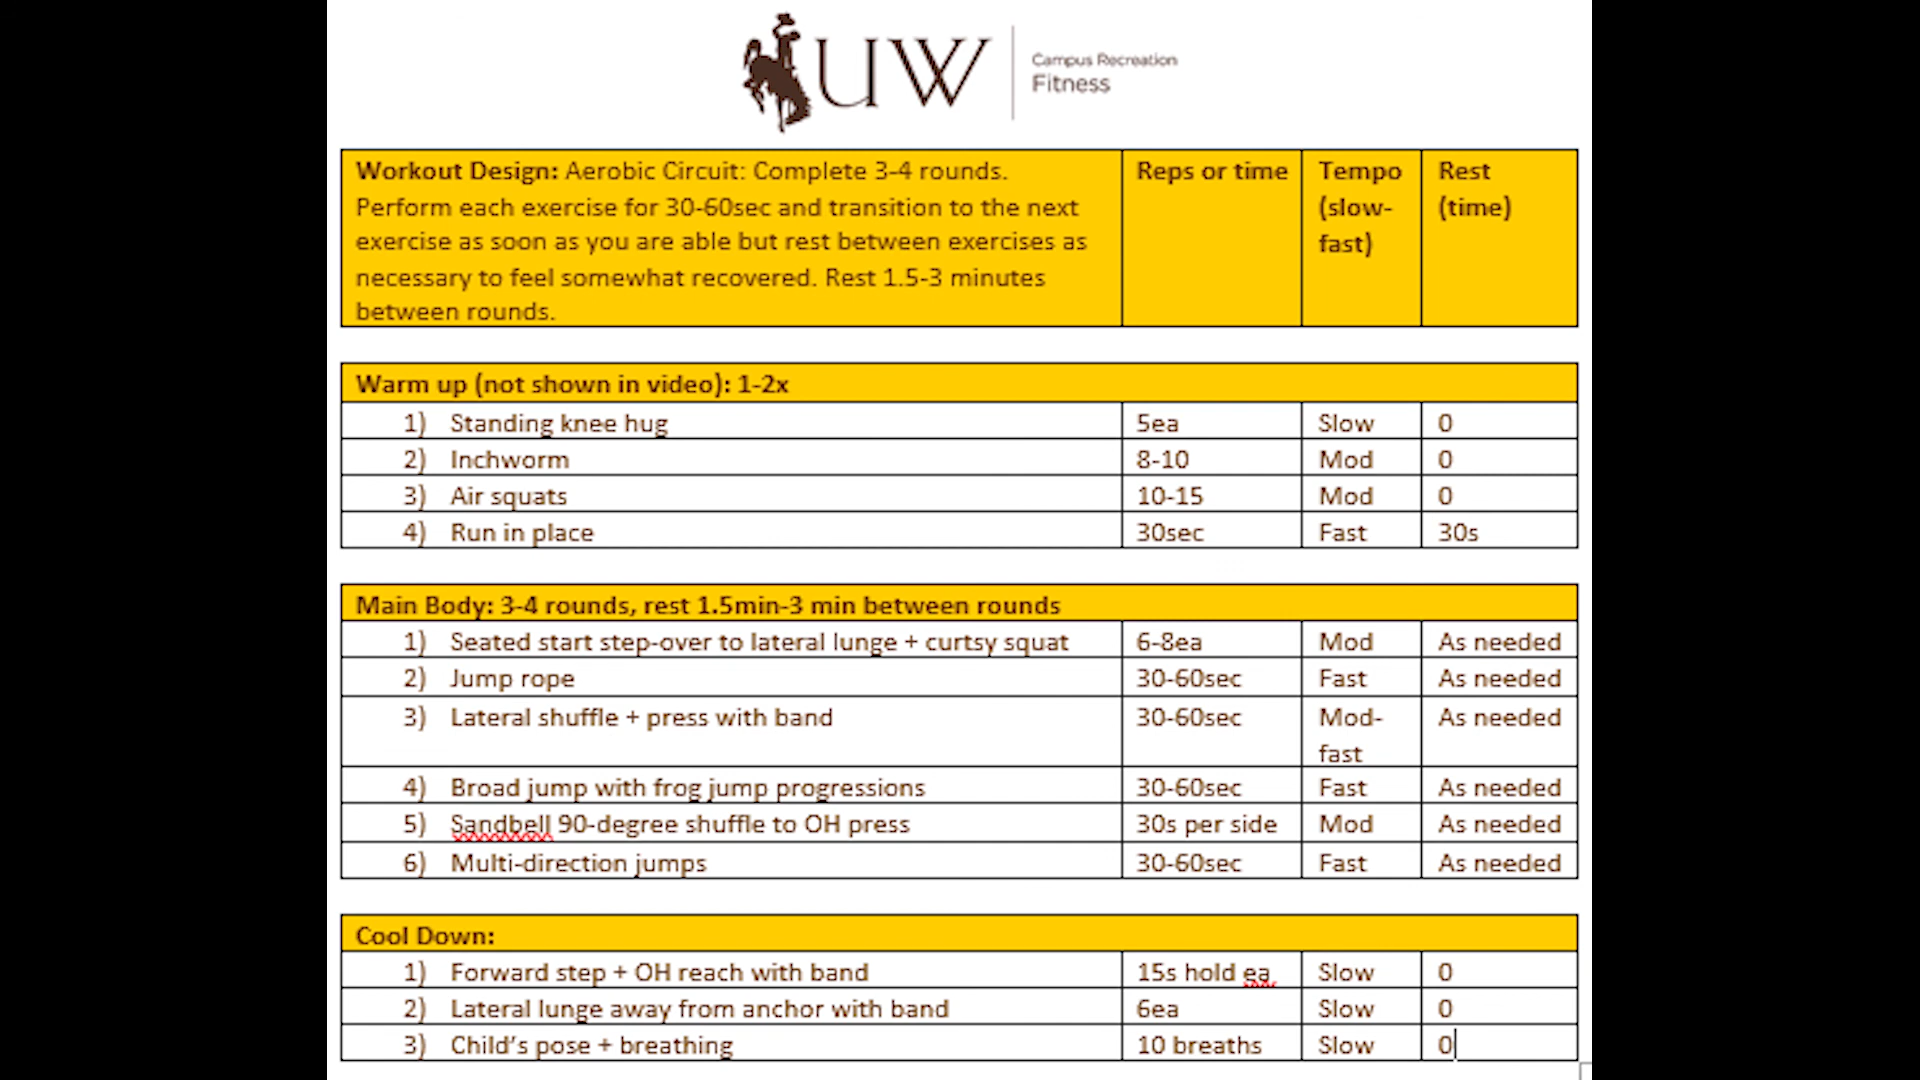 UW
Campus Recreation
Fitness
Workout Design: Aerobic Circuit: Complete 3-4 rounds.
Perform each exercise for 30-60sec and transition to the next
exercise as soon as you are able but rest between exercises as
necessary to feel somewhat recovered. Rest 1.5-3 minutes
between rounds.
Reps or time
Tempo
(slow-
fast)
Rest
(time)
Warm up (not shown in video): 1-2x
1) Standing knee hug 5ea Slow 0
2) Inchworm 8-10 Mod 0
3) Air squats 10-15 Mod 0
4) Run in place 30sec Fast 30s
Main Body: 3-4 rounds, rest 1.5min-3 min between rounds
1) Seated start step-over to lateral lunge + curtsy squat 6-8ea Mod As needed
2) Jump rope 30-60sec Fast As needed
3) Lateral shuffle + press with band 30-60sec Mod- As needed
fast
4) Broad jump with frog jump progressions 30-60sec Fast As needed
5) Sandbell 90-degree shuffle to OH press 30s per side Mod As needed
6) Multi-direction jumps 30-60sec Fast As needed
Cool Down:
1) Forward step + OH reach with band 15s hold ea Slow 0
2) Lateral lunge away from anchor with band 6ea Slow 0
3) Child's pose + breathing 10 breaths Slow 0